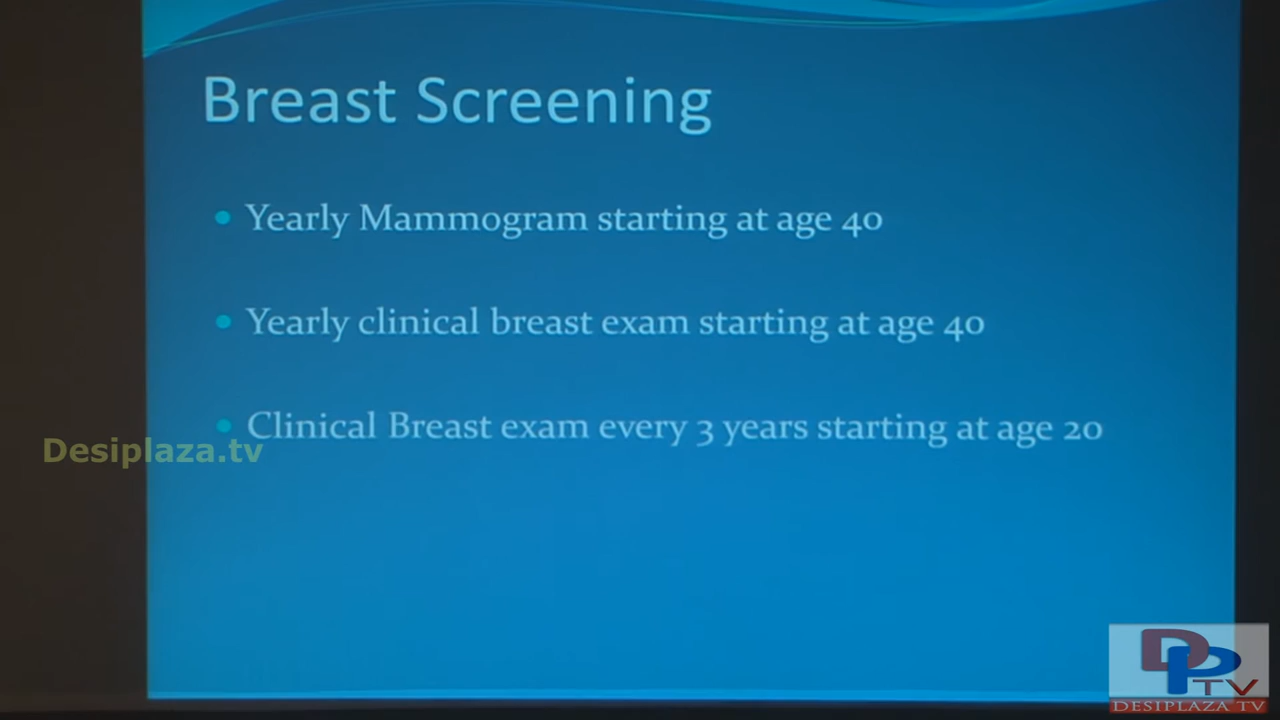 Breast Screening
Yearly Mammogram starting at age 40
Yearly clinical breast exam starting at age 40
Clinical Breast exam every 3 years starting at age 20
Desiplaza.tv
DP TV
DESIPLAZA TV